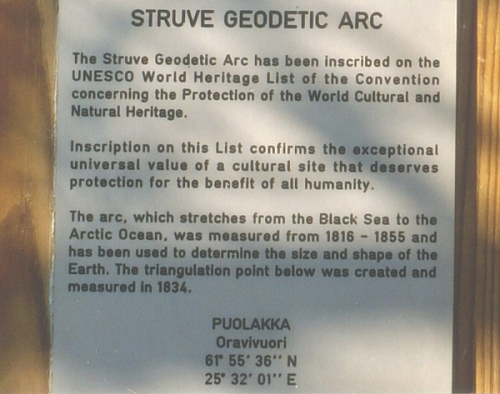 STRUVE GEODETIC ARC
The Struve Geodetic Arc has been inscribed on the
UNESCO World Heritage List of the Convention
concerning the Protection of the World Cultural and
Natural Heritage.
Inscription on this List confirms the exceptional
universal value of a cultural site that deserves
protection for the benefit of all humanity.
The arc, which stretches from the Black Sea to the
Arctic Ocean, was measured from 1816 - 1855 and
has been used to determine the size and shape of the
Earth. The triangulation point below was created and
measured in 1834.
PUOLAKKA
Oravivuori
61° 55' 36'' N
25° 32' 01'' E